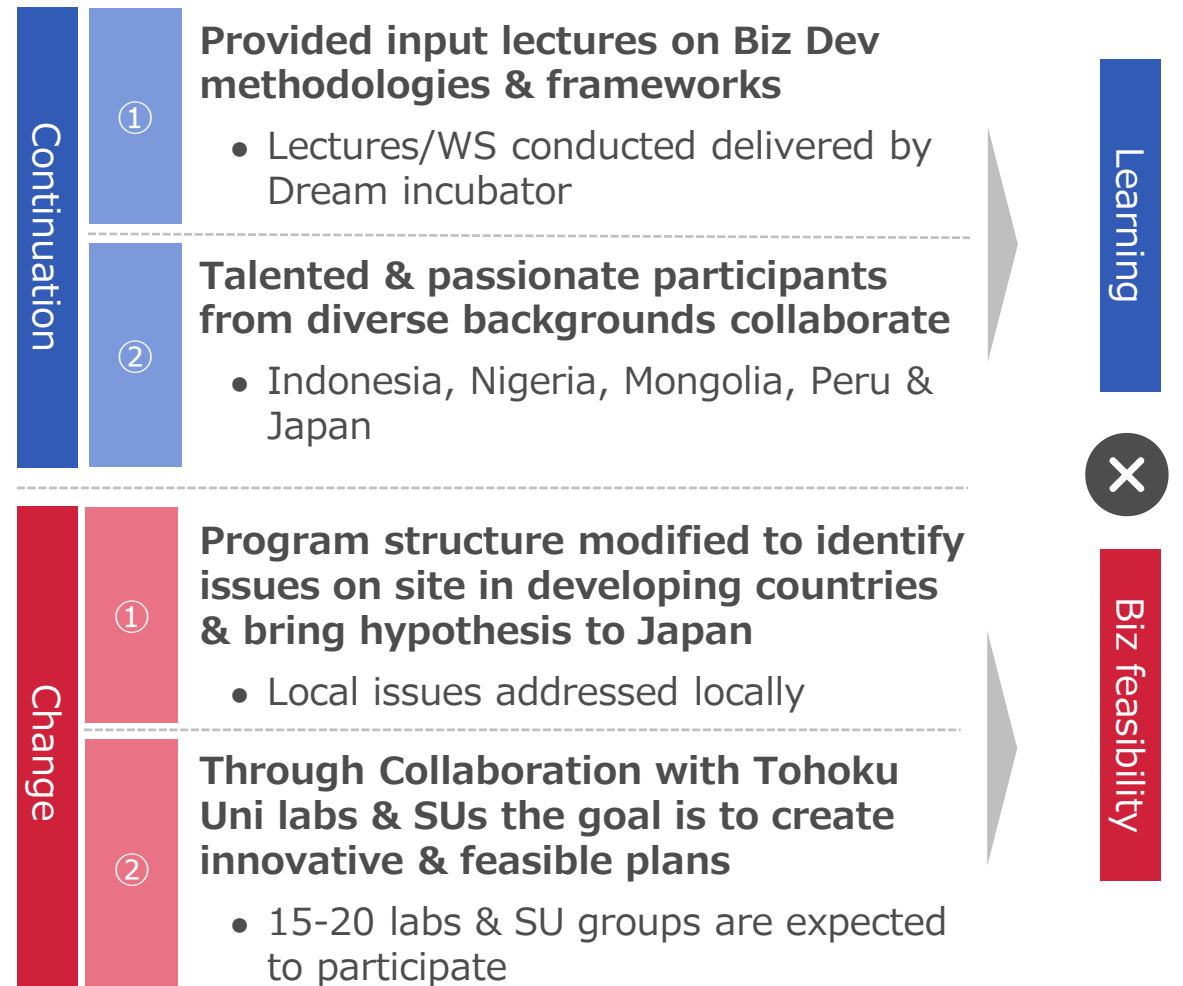 Continuation
①
Provided input lectures on Biz Dev
methodologies & frameworks
● Lectures/WS conducted delivered by
Dream incubator
②
Talented & passionate participants
from diverse backgrounds collaborate
● Indonesia, Nigeria, Mongolia, Peru &
Japan
Learning
×
Change
①
Program structure modified to identify
issues on site in developing countries
& bring hypothesis to Japan
● Local issues addressed locally
②
Through Collaboration with Tohoku
Uni labs & SUs the goal is to create
innovative & feasible plans
● 15-20 labs & SU groups are expected
to participate
Biz feasibility